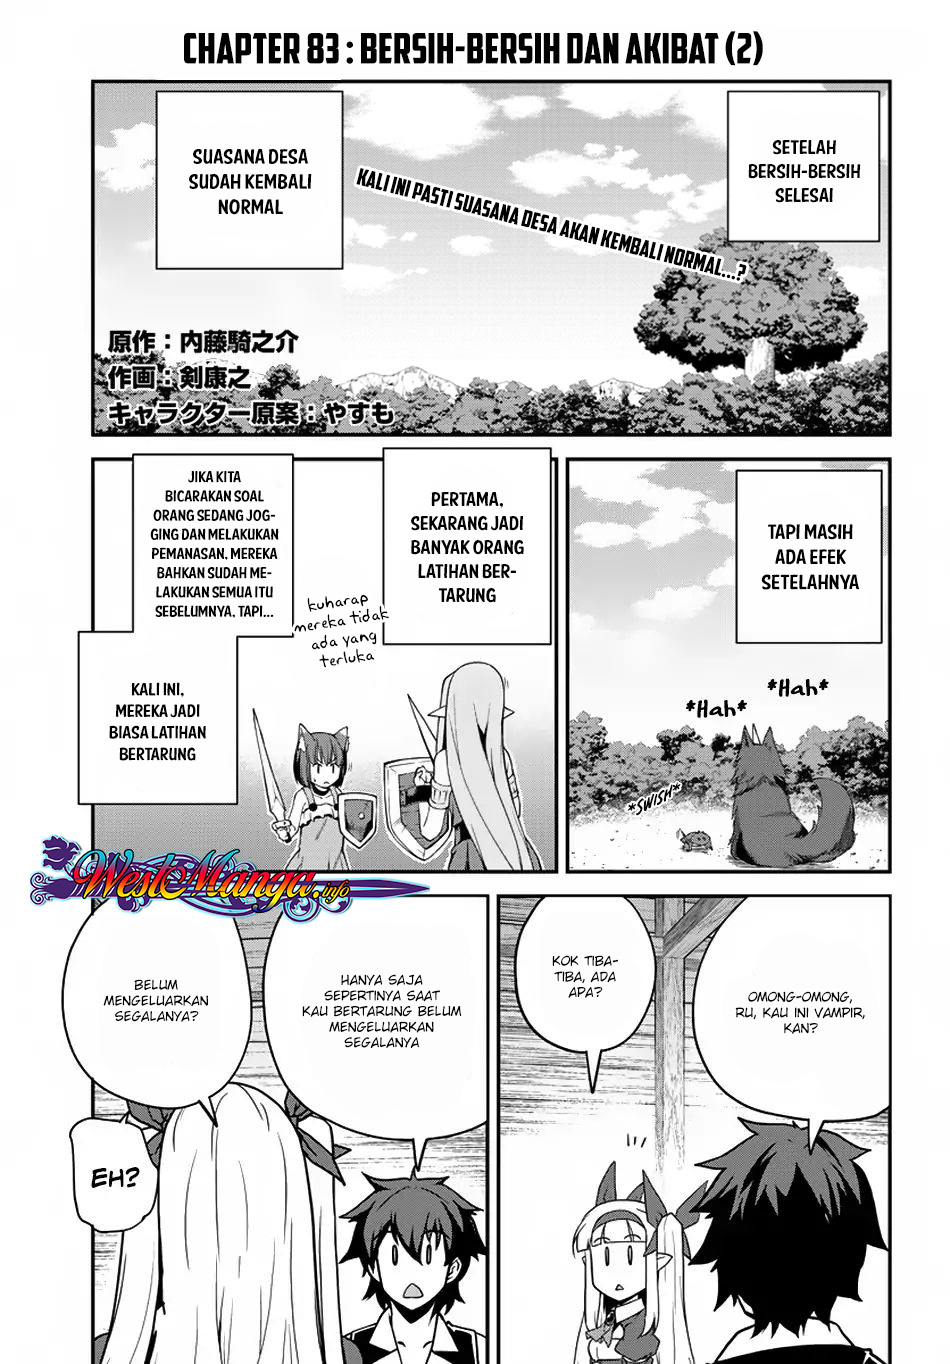 CHAPTER 83 : BERSIH-BERSIH DAN AKIBAT (2)
SETELAH
BERSIH-BERSIH
SELESAI
SUASANA DESA
SUDAH KEMBALI
NORMAL
KALI INI PASTI SUASANA DESA AKAN KEMBALI NORMAL...?
原作：内藤騎之介
作画：剣康之
キャラクター原案：やすも
TAPI MASIH
ADA EFEK
SETELAHNYA
*Hah*
*Hah*
*SWISH*
PERTAMA,
SEKARANG JADI
BANYAK ORANG
LATIHAN BER-
TARUNG
JIKA KITA
BICARAKAN SOAL
ORANG SEDANG JOG-
GING DAN MELAKUKAN
PEMANASAN, MEREKA
BAHKAN SUDAH ME-
LAKUKAN SEMUA ITU
SEBELUMNYA, TAPI...
kuharap
mereka tidak
ada yang
terluka
KALI INI,
MEREKA JADI
BIASA LATIHAN
BERTARUNG
WestManga.info
OMONG-OMONG,
RU, KAU INI VAMPIR,
KAN?
KOK TIBA-
TIBA, ADA
APA?
HANYA SAJA
SEPERTINYA SAAT
KAU BERTARUNG BELUM
MENGELUARKAN
SEGALANYA
BELUM
MENGELUARKAN
SEGALANYA?
EH?